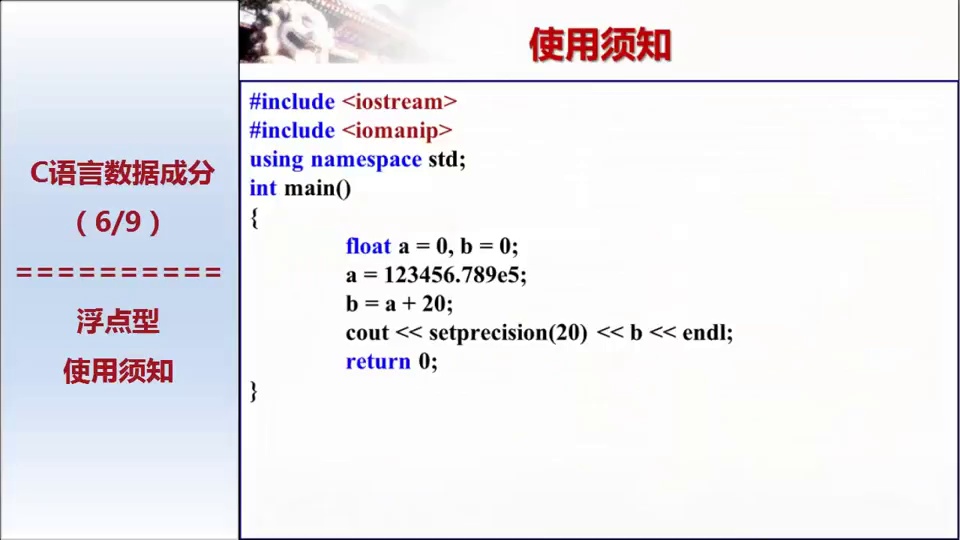 使用须知
C语言数据成分
（6/9）
==========
浮点型
使用须知
#include <iostream>
#include <iomanip>
using namespace std;
int main()
{
float a = 0, b = 0;
a = 123456.789e5;
b = a + 20;
cout << setprecision(20) << b << endl;
return 0;
}